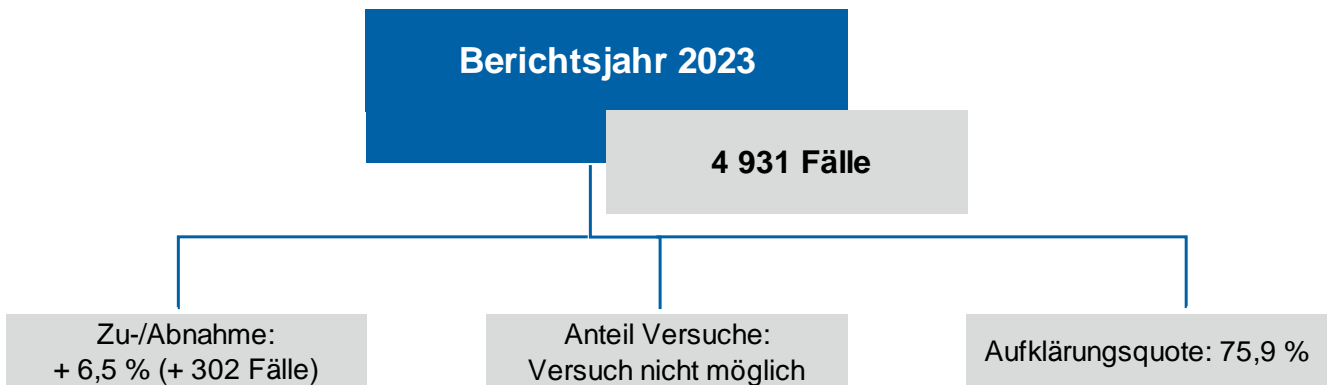 Berichtsjahr 2023
4 931 Fälle
Zu-/Abnahme:
+ 6,5 % (+ 302 Fälle)
Anteil Versuche:
Versuch nicht möglich
Aufklärungsquote: 75,9 %